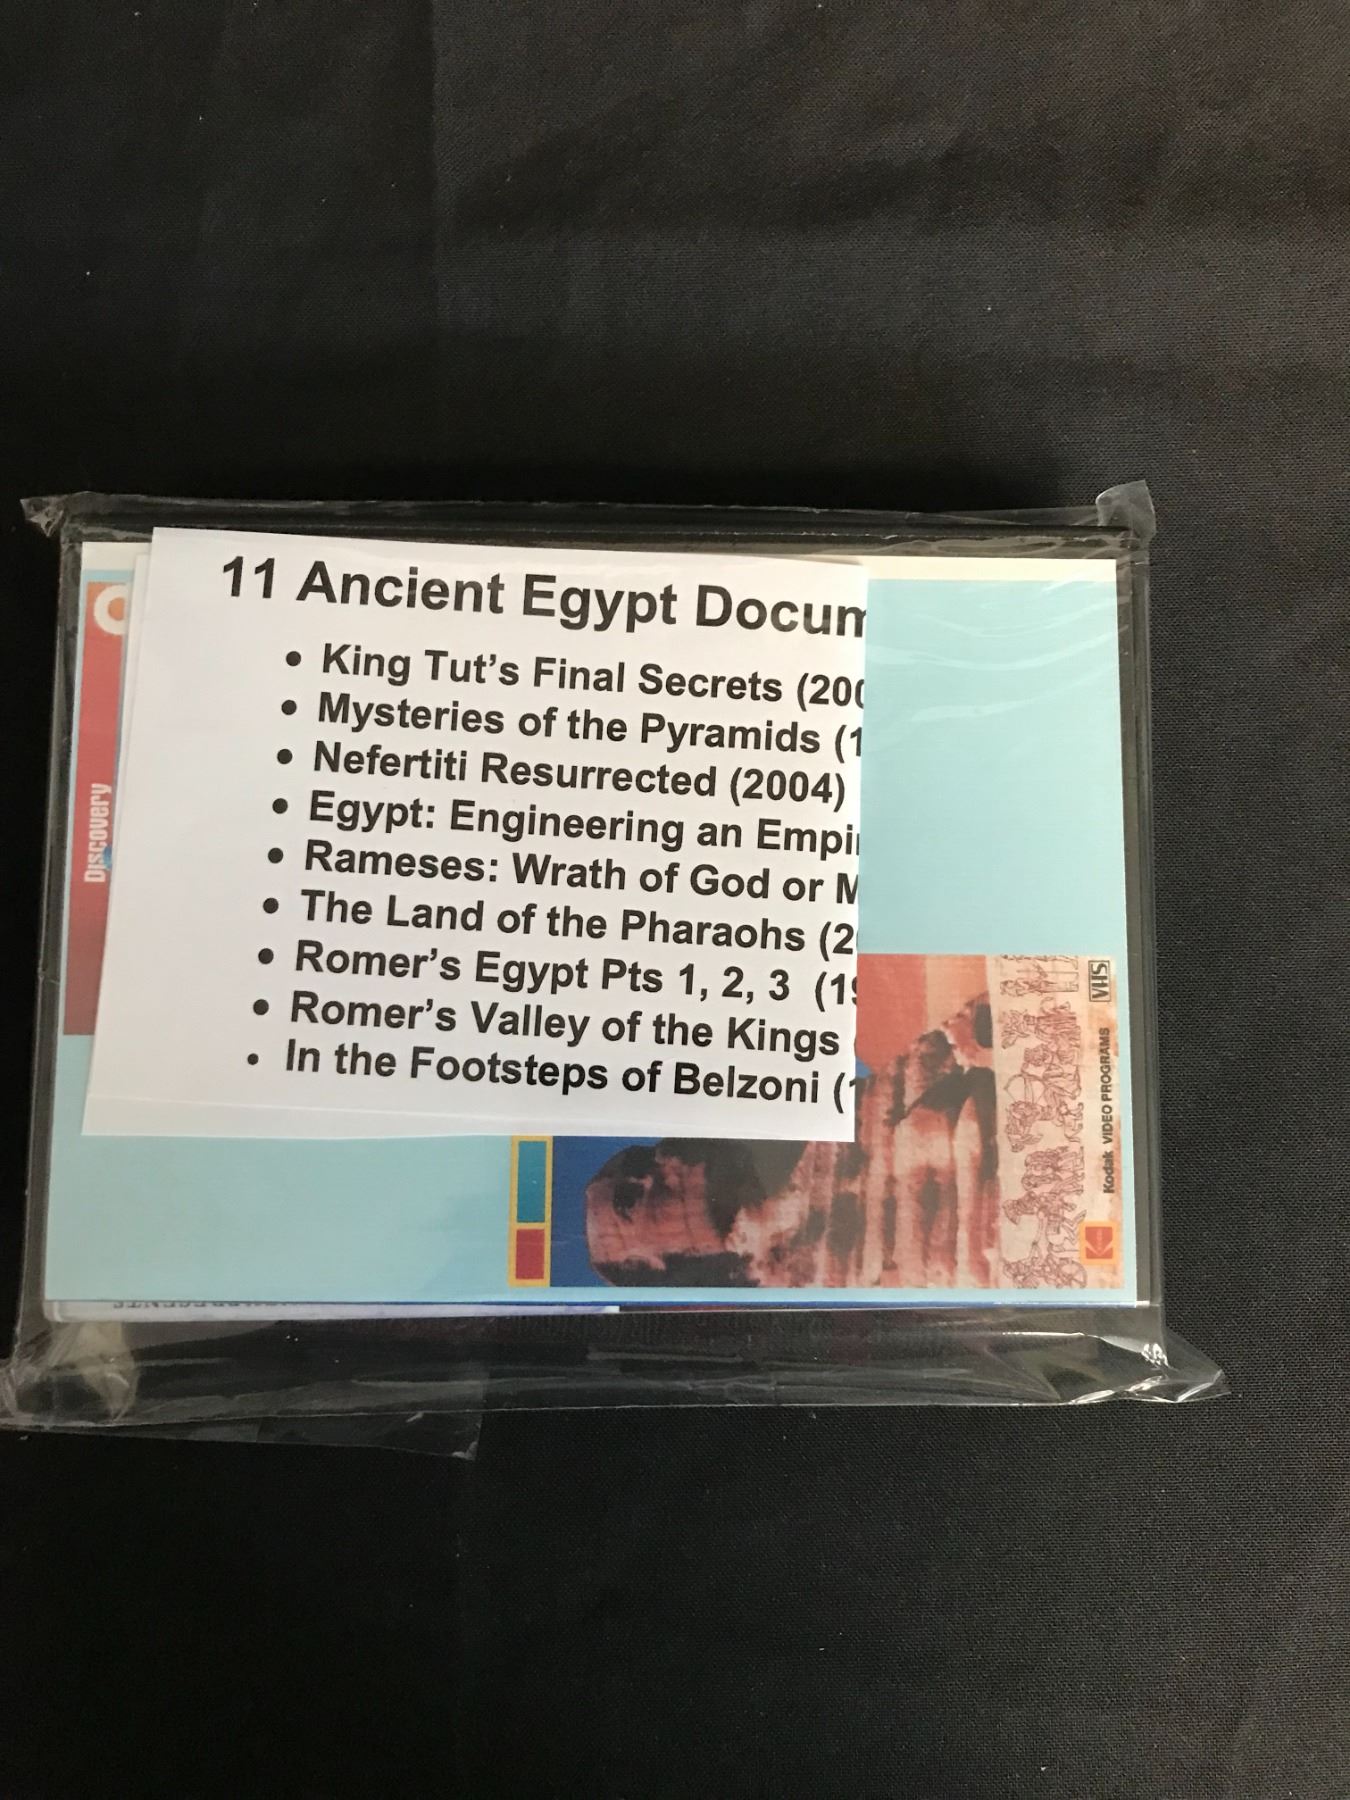 11 Ancient Egypt Docum
• King Tut's Final Secrets (200
• Mysteries of the Pyramids (1
• Nefertiti Resurrected (2004)
• Egypt: Engineering an Empi
• Rameses: Wrath of God or M
• The Land of the Pharaohs (2
• Romer's Egypt Pts 1, 2, 3 (19
• Romer's Valley of the Kings
• In the Footsteps of Belzoni (1
DISCOVERY
VHS
Kodak VIDEO PROGRAMS